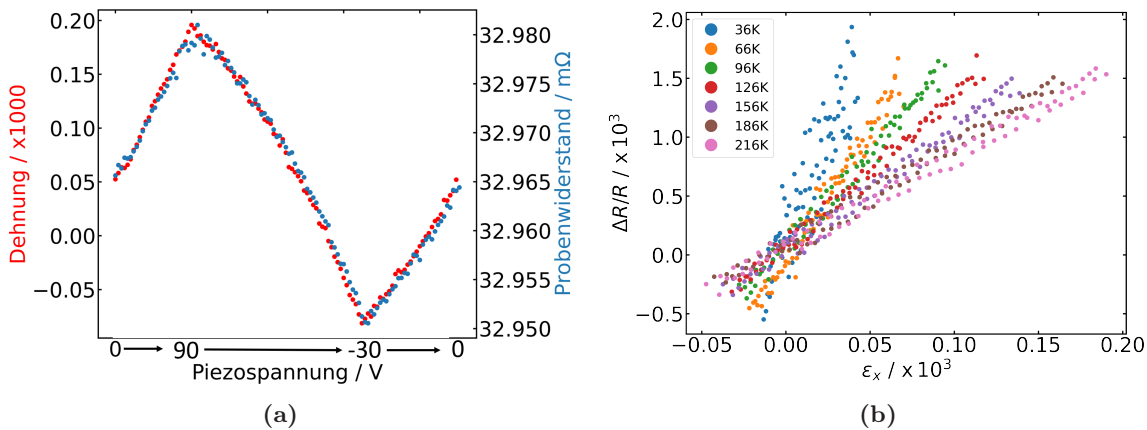 0.20
0.15
0.10
0.05
0.00
−0.05
Dehnung / x1000
32.980
32.975
32.970
32.965
32.960
32.955
32.950
Probenwiderstand / mΩ
0 90 -30 0
Piezospannung / V
(a)
2.0
1.5
1.0
0.5
0.0
−0.5
ΔR/R / x 10³
36K
66K
96K
126K
156K
186K
216K
−0.05 0.00 0.05 0.10 0.15 0.20
εₓ / x 10³
(b)